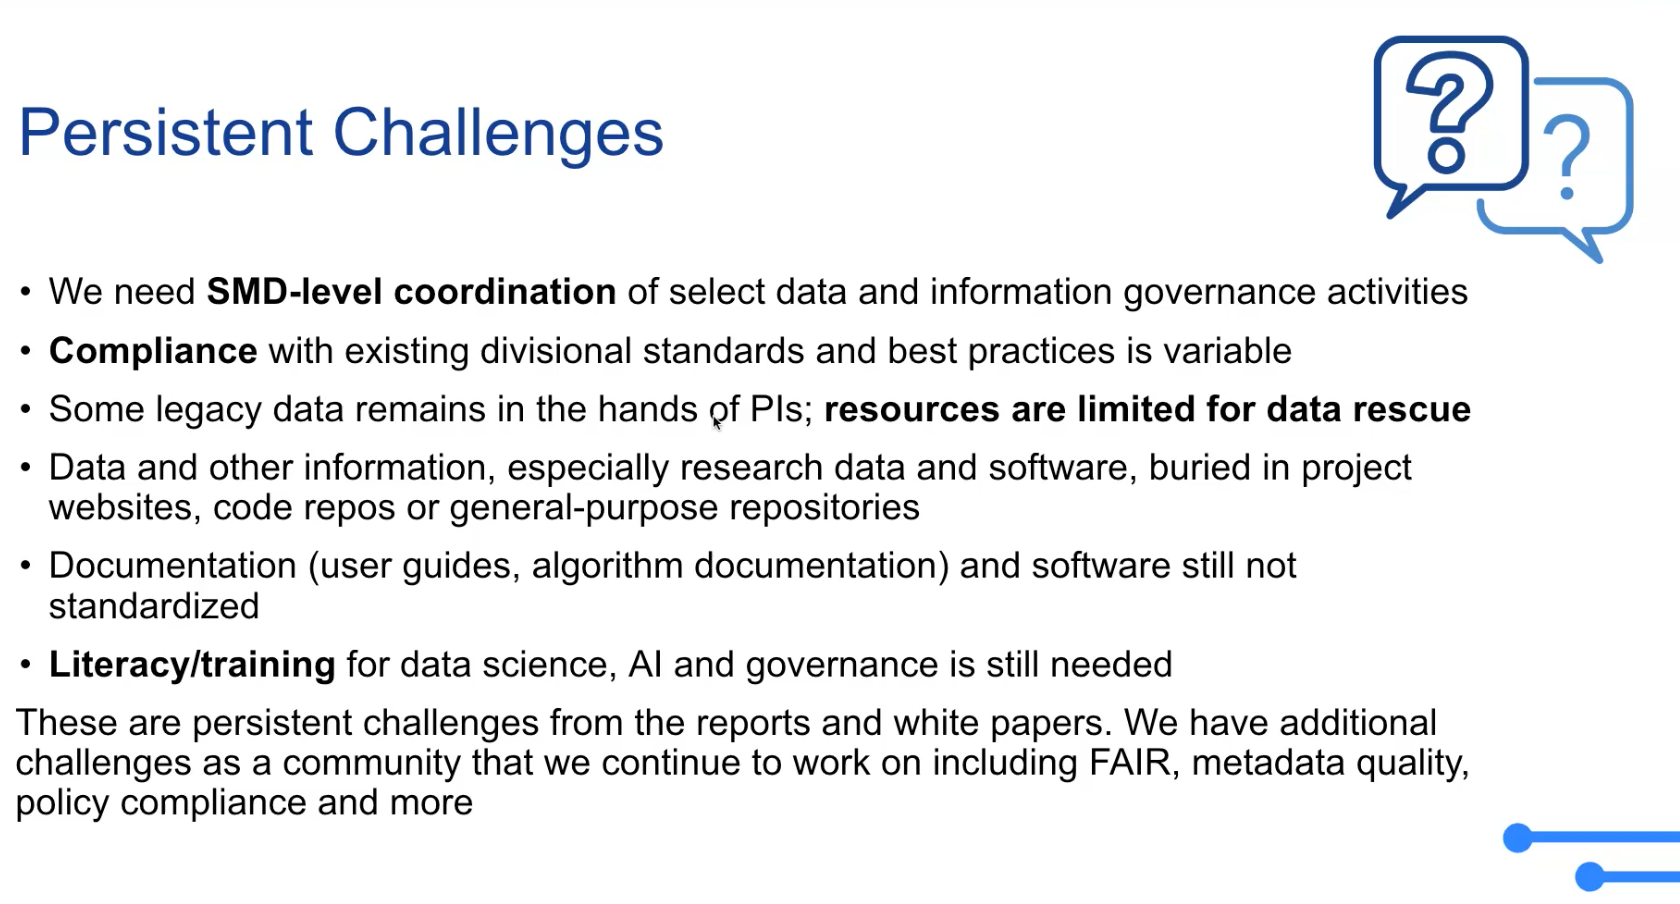 Persistent Challenges
• We need SMD-level coordination of select data and information governance activities
• Compliance with existing divisional standards and best practices is variable
• Some legacy data remains in the hands of PIs; resources are limited for data rescue
• Data and other information, especially research data and software, buried in project
websites, code repos or general-purpose repositories
• Documentation (user guides, algorithm documentation) and software still not
standardized
• Literacy/training for data science, AI and governance is still needed
These are persistent challenges from the reports and white papers. We have additional
challenges as a community that we continue to work on including FAIR, metadata quality,
policy compliance and more